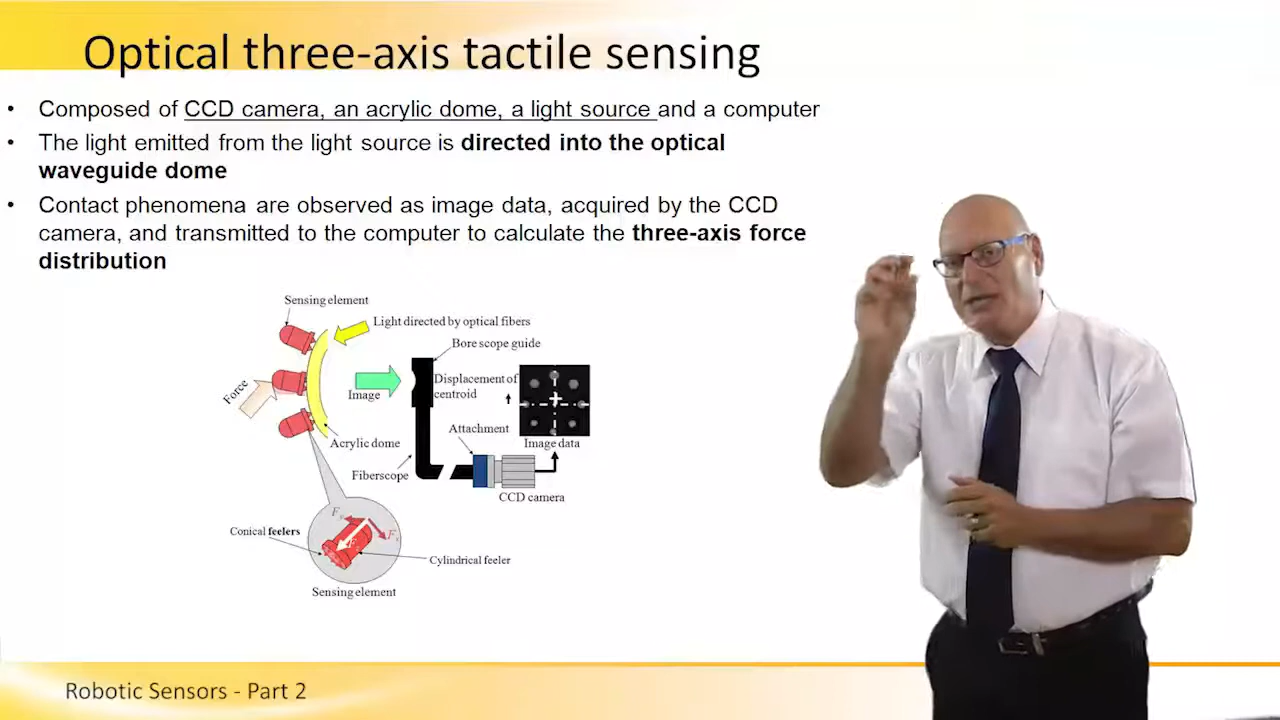 Optical three-axis tactile sensing
• Composed of CCD camera, an acrylic dome, a light source and a computer
• The light emitted from the light source is directed into the optical
waveguide dome
• Contact phenomena are observed as image data, acquired by the CCD
camera, and transmitted to the computer to calculate the three-axis force
distribution
Sensing element
Light directed by optical fibers
Bore scope guide
Force
Image
Displacement of
centroid
Acrylic dome
Attachment
Image data
Fiberscope
CCD camera
Conical feelers
Cylindrical feeler
Sensing element
Robotic Sensors - Part 2